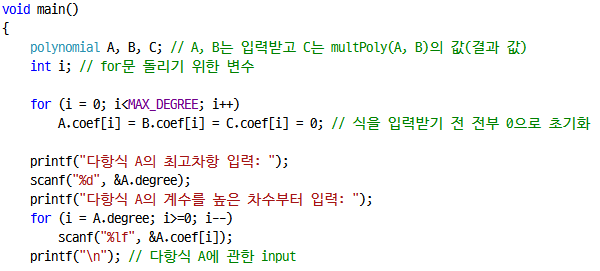 void main()
{
polynomial A, B, C; // A, B는 입력받고 C는 multPoly(A, B)의 값(결과 값)
int i; // for문 돌리기 위한 변수
for (i = 0; i<MAX_DEGREE; i++)
A.coef[i] = B.coef[i] = C.coef[i] = 0; // 식을 입력받기 전 전부 0으로 초기화
printf("다항식 A의 최고차항 입력: ");
scanf("%d", &A.degree);
printf("다항식 A의 계수를 높은 차수부터 입력: ");
for (i = A.degree; i>=0; i--)
scanf("%lf", &A.coef[i]);
printf("\n"); // 다항식 A에 관한 input